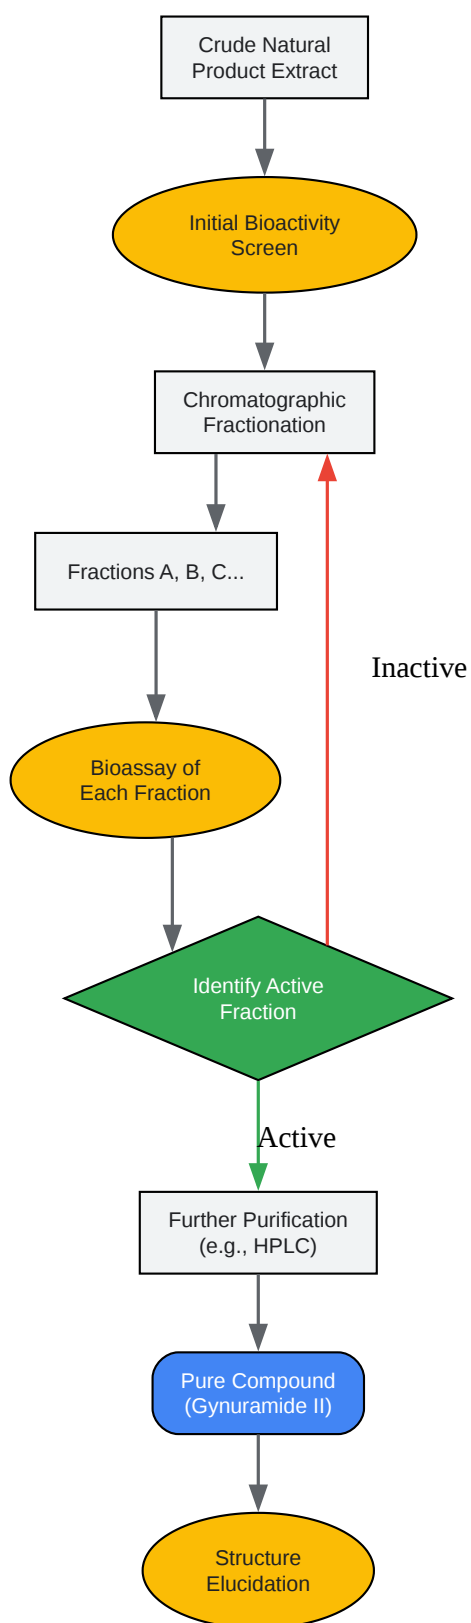 Crude Natural
Product Extract
Initial Bioactivity
Screen
Chromatographic
Fractionation
Fractions A, B, C...
Inactive
Bioassay of
Each Fraction
Identify Active
Fraction
Active
Further Purification
(e.g., HPLC)
Pure Compound
(Gynuramide II)
Structure
Elucidation